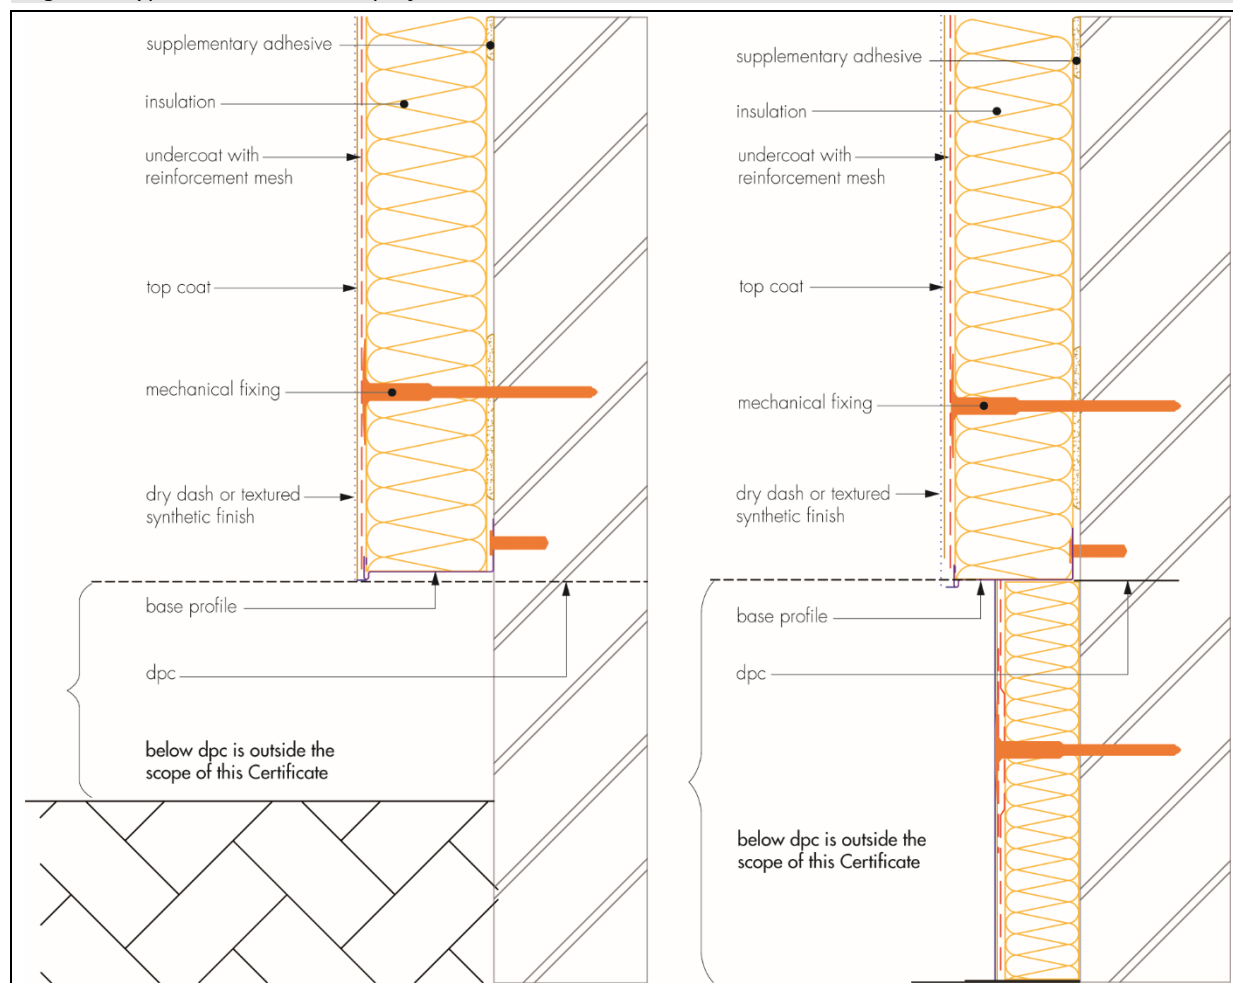 supplementary adhesive
insulation
undercoat with
reinforcement mesh
top coat
mechanical fixing
dry dash or textured
synthetic finish
base profile
dpc
below dpc is outside the
scope of this Certificate
supplementary adhesive
insulation
undercoat with
reinforcement mesh
top coat
mechanical fixing
dry dash or textured
synthetic finish
base profile
dpc
below dpc is outside the
scope of this Certificate